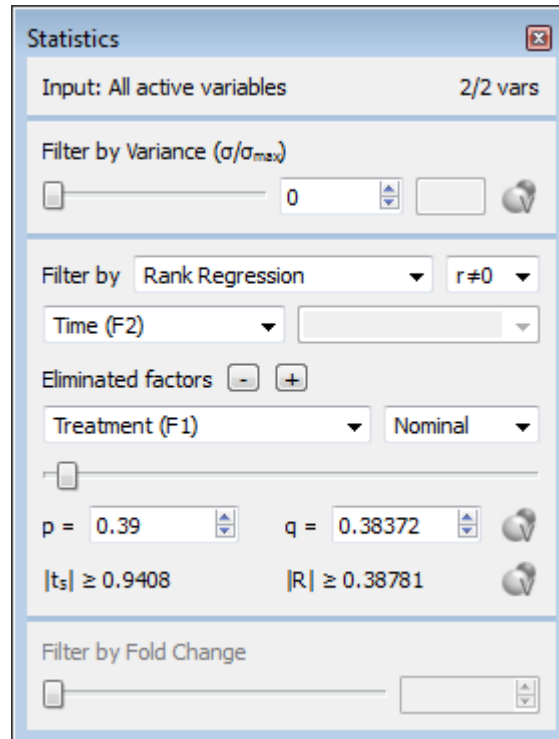 Statistics
Input: All active variables 2/2 vars
Filter by Variance (σ/σmax)
0
Filter by Rank Regression r≠0
Time (F2)
Eliminated factors - +
Treatment (F1) Nominal
p = 0.39 q = 0.38372
|ts| ≥ 0.9408 |R| ≥ 0.38781
Filter by Fold Change